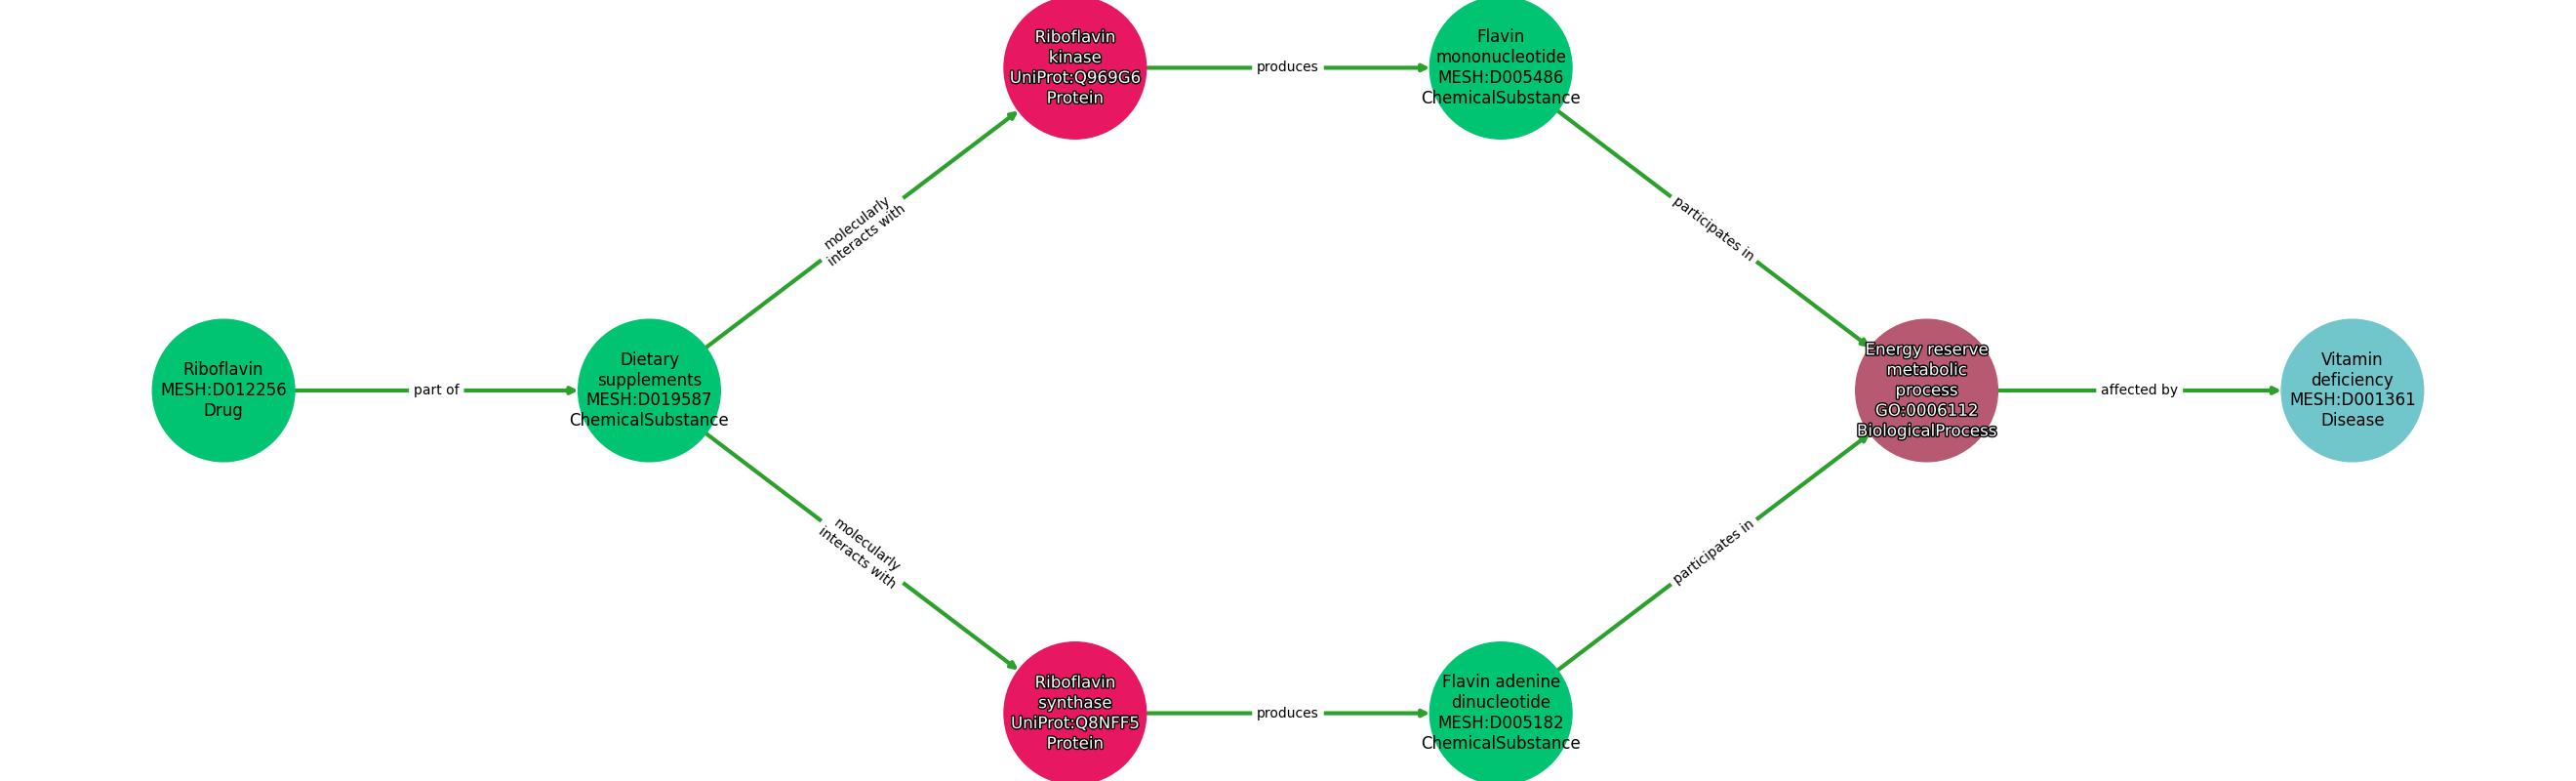 Riboflavin
kinase
UniProt:Q969G6
Protein
produces
Flavin
mononucleotide
MESH:D005486
ChemicalSubstance
molecularly
interacts with
participates in
Riboflavin
MESH:D012256
Drug
part of
Dietary
supplements
MESH:D019587
ChemicalSubstance
Energy reserve
metabolic
process
GO:0006112
BiologicalProcess
affected by
Vitamin
deficiency
MESH:D001361
Disease
molecularly
interacts with
participates in
Riboflavin
synthase
UniProt:Q8NFF5
Protein
produces
Flavin adenine
dinucleotide
MESH:D005182
ChemicalSubstance